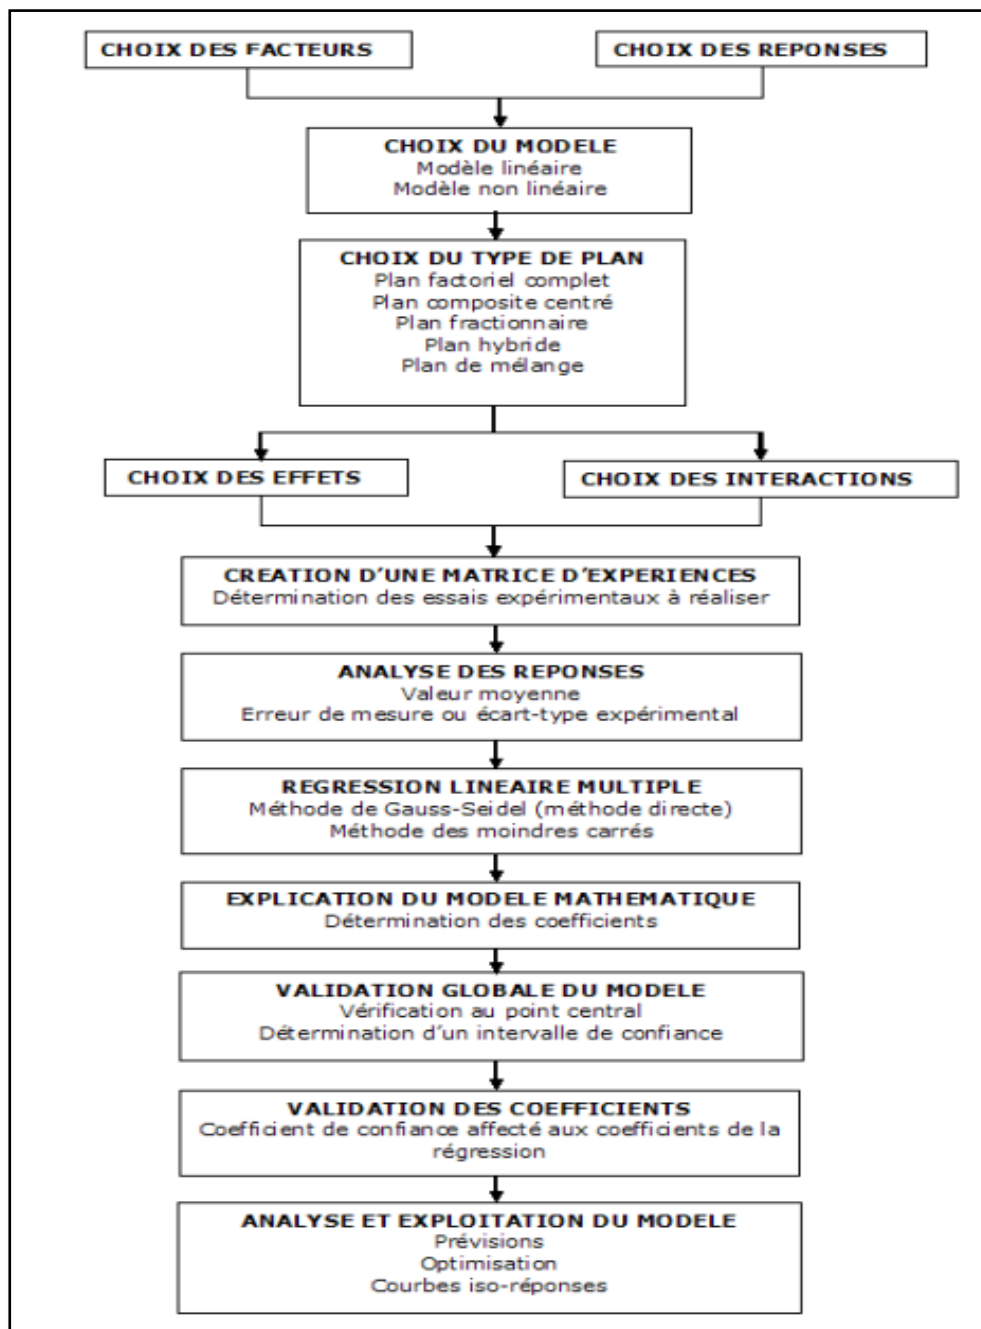 CHOIX DES FACTEURS
CHOIX DES REPONSES
CHOIX DU MODELE
Modèle linéaire
Modèle non linéaire
CHOIX DU TYPE DE PLAN
Plan factoriel complet
Plan composite centré
Plan fractionnaire
Plan hybride
Plan de mélange
CHOIX DES EFFETS
CHOIX DES INTERACTIONS
CREATION D'UNE MATRICE D'EXPERIENCES
Détermination des essais expérimentaux à réaliser
ANALYSE DES REPONSES
Valeur moyenne
Erreur de mesure ou écart-type expérimental
REGRESSION LINEAIRE MULTIPLE
Méthode de Gauss-Seidel (méthode directe)
Méthode des moindres carrés
EXPLICATION DU MODELE MATHEMATIQUE
Détermination des coefficients
VALIDATION GLOBALE DU MODELE
Vérification au point central
Détermination d'un intervalle de confiance
VALIDATION DES COEFFICIENTS
Coefficient de confiance affecté aux coefficients de la
régression
ANALYSE ET EXPLOITATION DU MODELE
Prévisions
Optimisation
Courbes iso-réponses